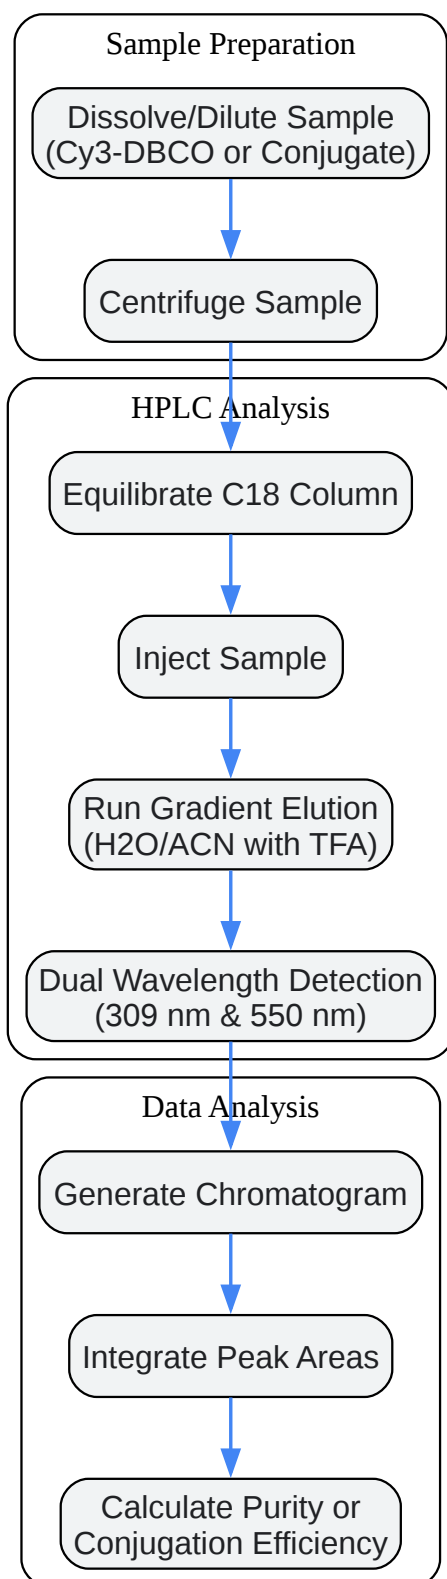 Sample Preparation
Dissolve/Dilute Sample
(Cy3-DBCO or Conjugate)
Centrifuge Sample
HPLC Analysis
Equilibrate C18 Column
Inject Sample
Run Gradient Elution
(H2O/ACN with TFA)
Dual Wavelength Detection
(309 nm & 550 nm)
Data Analysis
Generate Chromatogram
Integrate Peak Areas
Calculate Purity or
Conjugation Efficiency